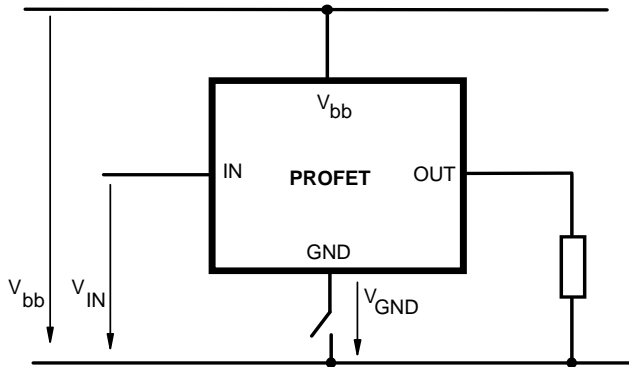 Vbb
IN
PROFET
OUT
GND
Vbb
VIN
VGND